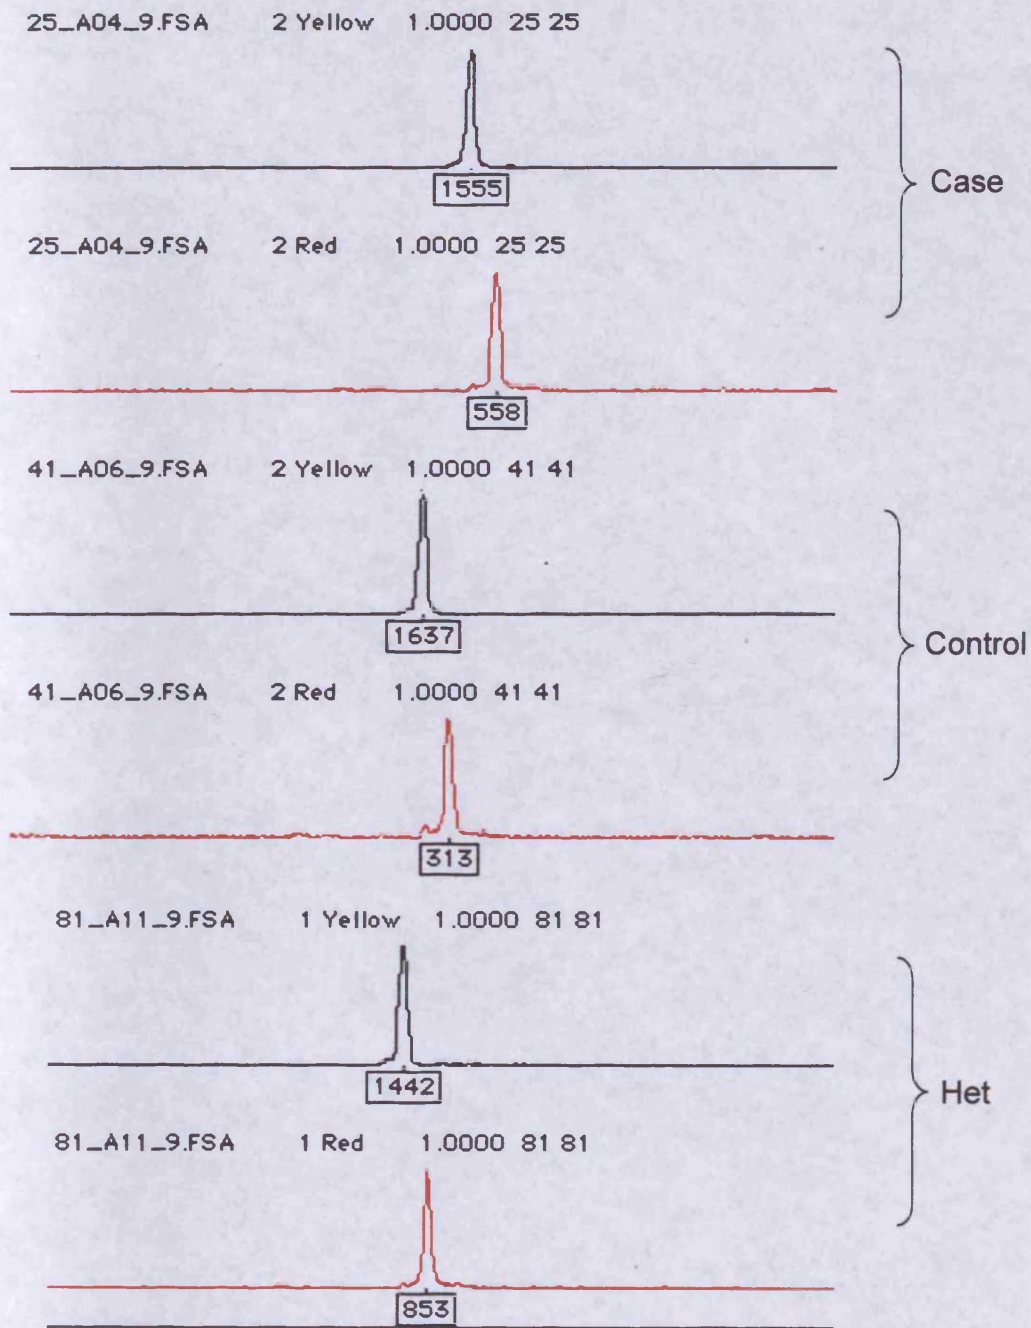 25_A04_9.FSA 2 Yellow 1.0000 25 25
1555
Case
25_A04_9.FSA 2 Red 1.0000 25 25
558
41_A06_9.FSA 2 Yellow 1.0000 41 41
1637
Control
41_A06_9.FSA 2 Red 1.0000 41 41
313
81_A11_9.FSA 1 Yellow 1.0000 81 81
1442
Het
81_A11_9.FSA 1 Red 1.0000 81 81
853